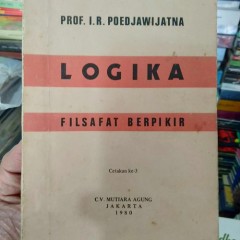 PROF. I.R. POEDJAWIJATNA
LOGIKA
FILSAFAT BERPIKIR
Cetakan ke 3
C.V. MUTIARA AGUNG
JAKARTA
1980